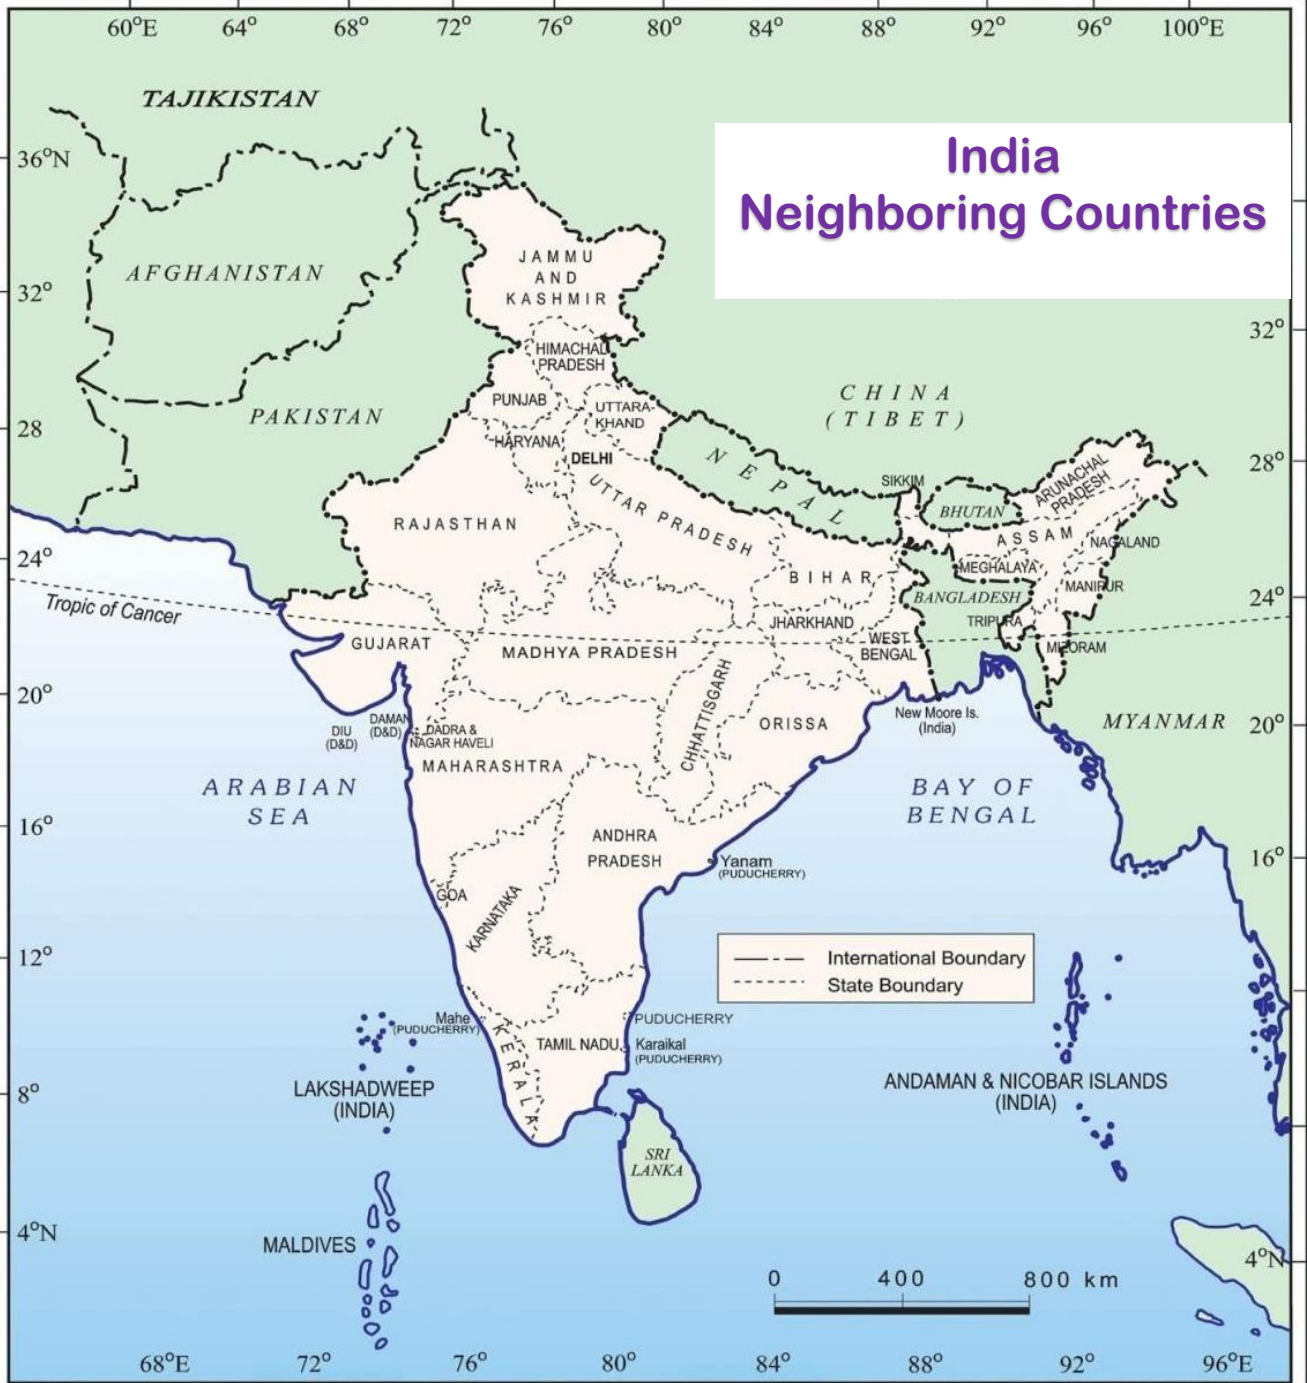 60°E 64° 68° 72° 76° 80° 84° 88° 92° 96° 100°E
TAJIKISTAN
India
Neighboring Countries
36°N
AFGHANISTAN
JAMMU
AND
KASHMIR
32°
32°
HIMACHAL
PRADESH
PAKISTAN
PUNJAB
UTTARA-
KHAND
CHINA
(TIBET)
28
HARYANA
DELHI
NEPAL
SIKKIM
BHUTAN
ARUNACHAL
PRADESH
28°
RAJASTHAN
UTTAR PRADESH
ASSAM
NAGALAND
24°
BIHAR
MEGHALAYA
MANIPUR
BANGLADESH
24°
Tropic of Cancer
JHARKHAND
TRIPURA
GUJARAT
MADHYA PRADESH
WEST
BENGAL
MIZORAM
20°
CHHATTISGARH
DIU
(D&D)
DAMAN
(D&D)
DADRA &
NAGAR HAVELI
ORISSA
New Moore Is.
(India)
MYANMAR
20°
MAHARASHTRA
ARABIAN
SEA
BAY OF
BENGAL
16°
ANDHRA
PRADESH
Yanam
(PUDUCHERRY)
16°
GOA
KARNATAKA
12°
International Boundary
State Boundary
Mahe
(PUDUCHERRY)
PUDUCHERRY
KERALA
TAMIL NADU
Karaikal
(PUDUCHERRY)
8°
LAKSHADWEEP
(INDIA)
ANDAMAN & NICOBAR ISLANDS
(INDIA)
SRI
LANKA
4°N
MALDIVES
4°N
0 400 800 km
68°E 72° 76° 80° 84° 88° 92° 96°E